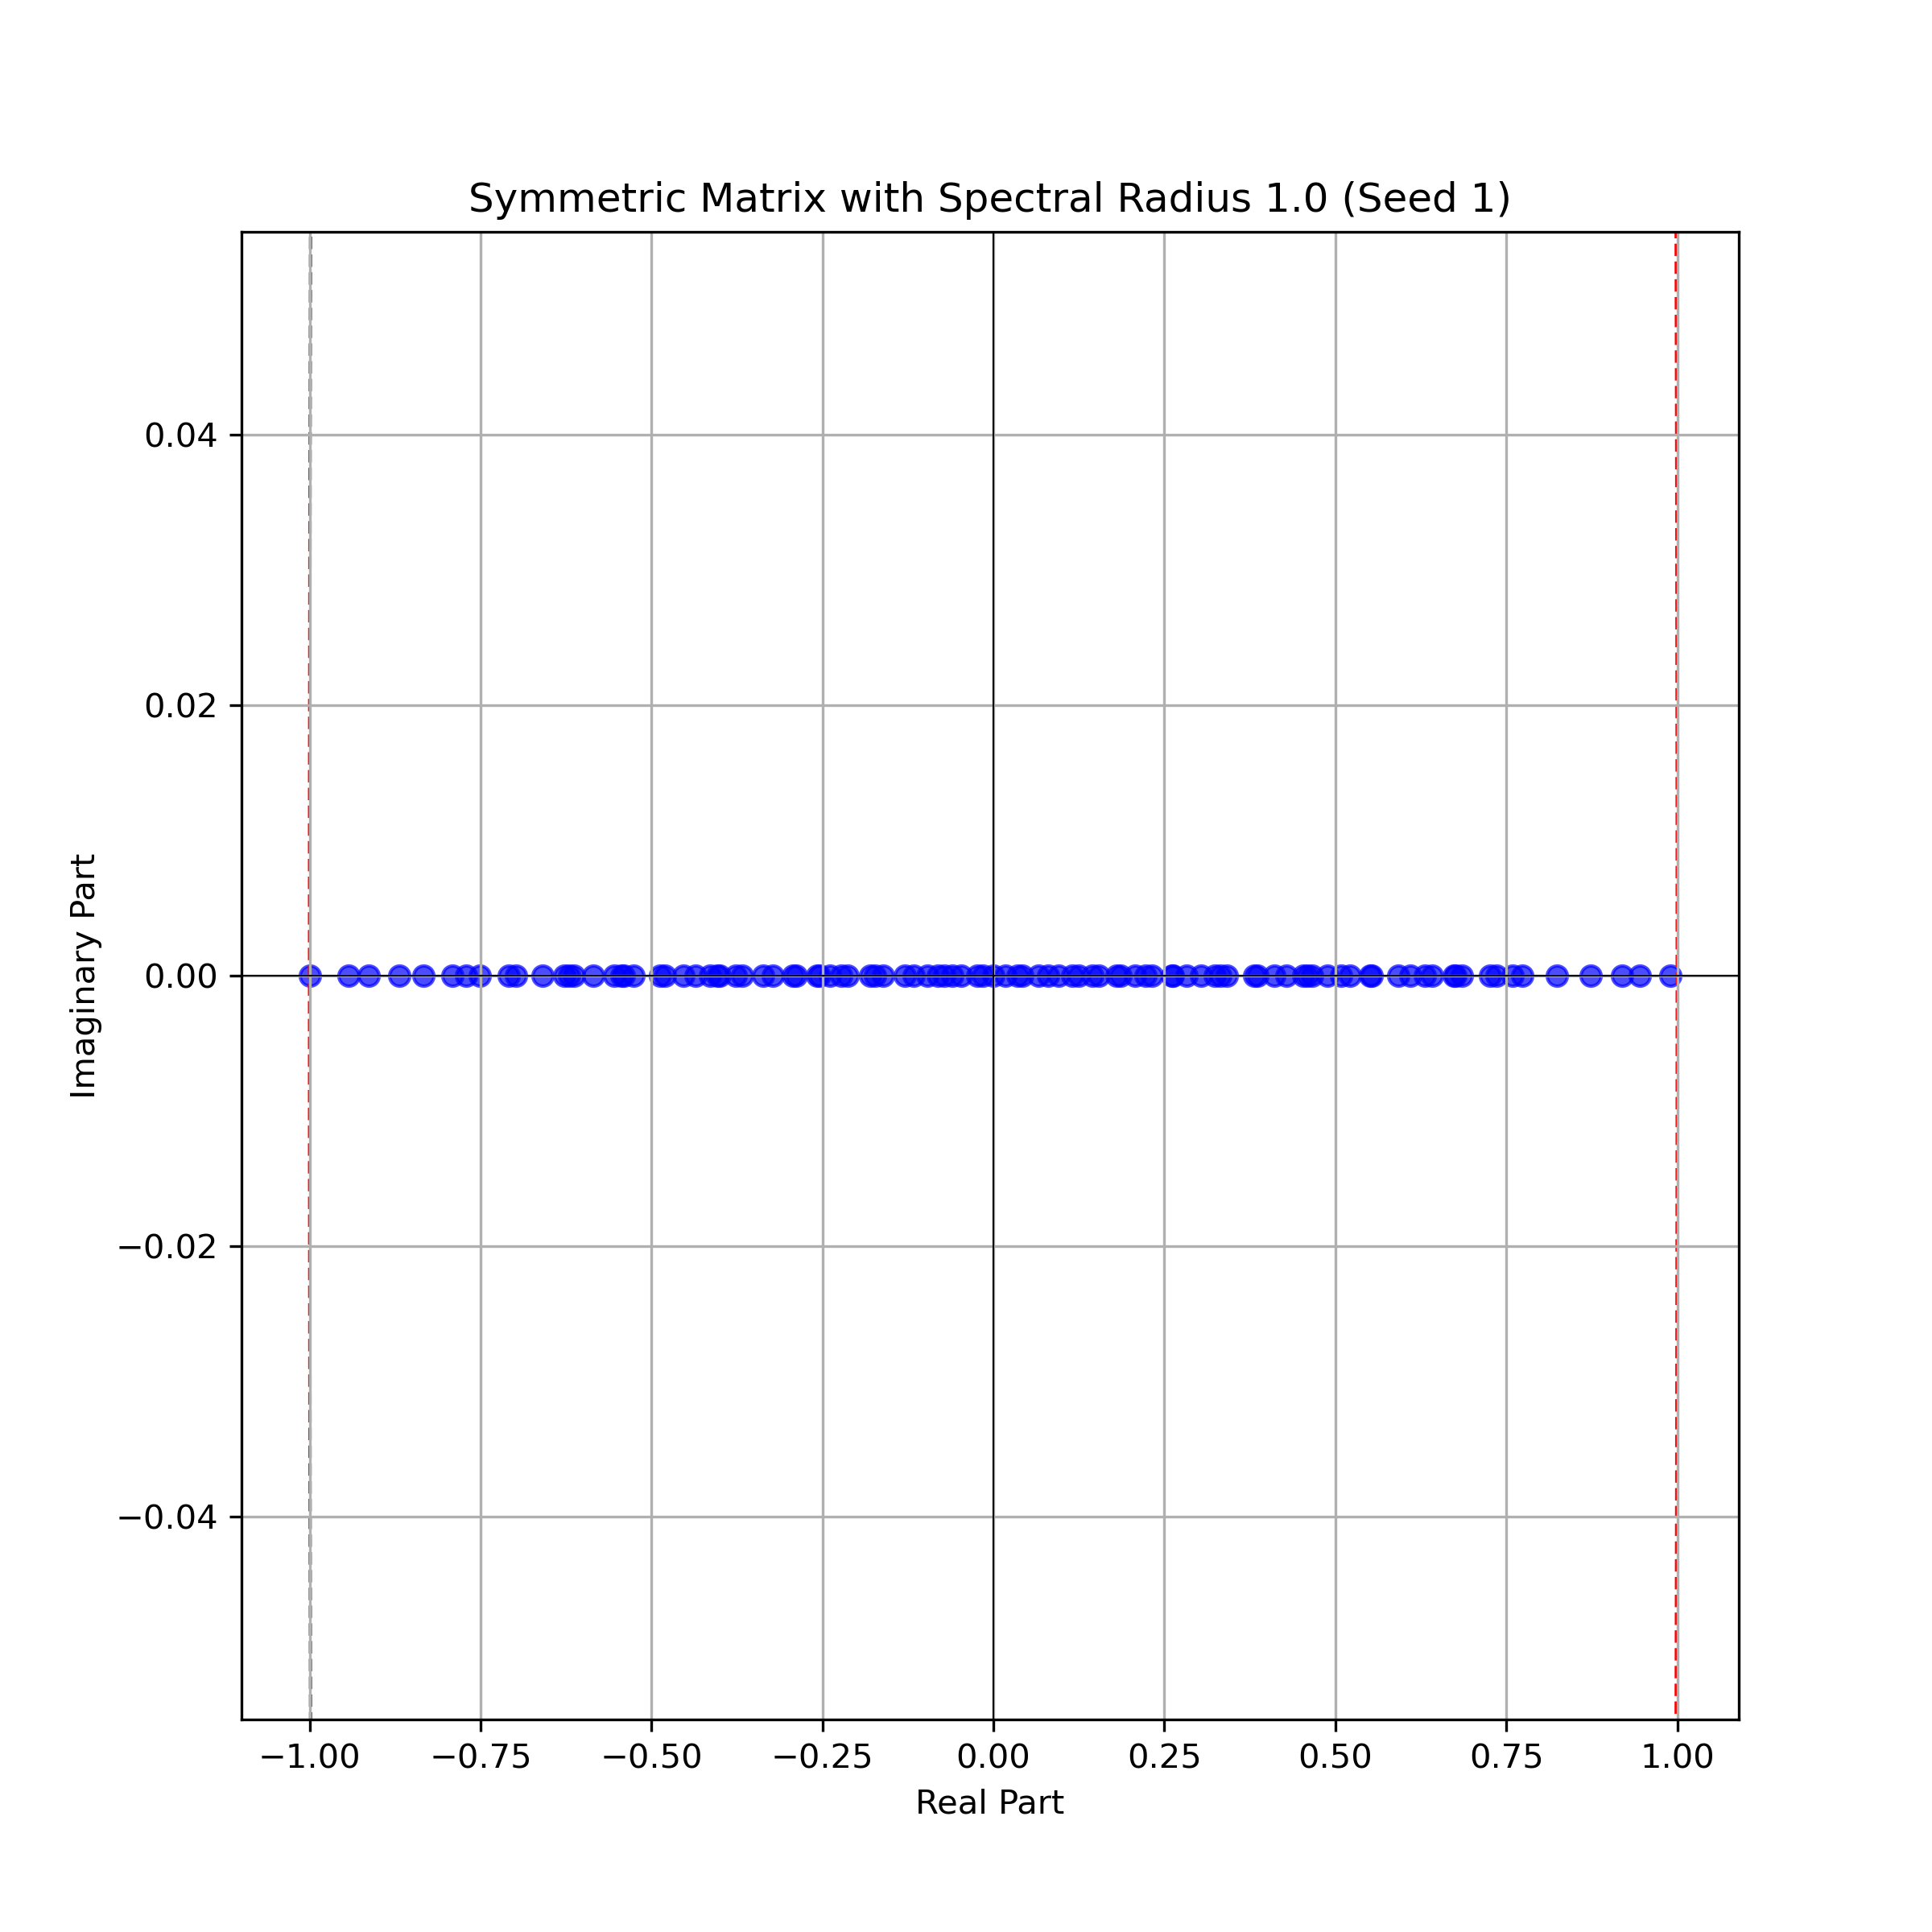 Symmetric Matrix with Spectral Radius 1.0 (Seed 1)
Imaginary Part
0.04
0.02
0.00
−0.02
−0.04
−1.00 −0.75 −0.50 −0.25 0.00 0.25 0.50 0.75 1.00
Real Part